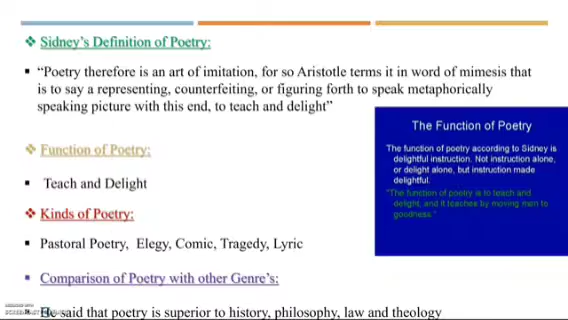 ❖ Sidney's Definition of Poetry:
▪ “Poetry therefore is an art of imitation, for so Aristotle terms it in word of mimesis that
is to say a representing, counterfeiting, or figuring forth to speak metaphorically
speaking picture with this end, to teach and delight”
The Function of Poetry
The function of poetry according to Sidney is
delightful instruction. Not instruction alone,
or delight alone, but instruction made
delightful.
"The function of poetry is to teach and
delight, and it teaches by moving men to
goodness."
❖ Function of Poetry:
▪ Teach and Delight
❖ Kinds of Poetry:
▪ Pastoral Poetry, Elegy, Comic, Tragedy, Lyric
▪ Comparison of Poetry with other Genre's:
He said that poetry is superior to history, philosophy, law and theology